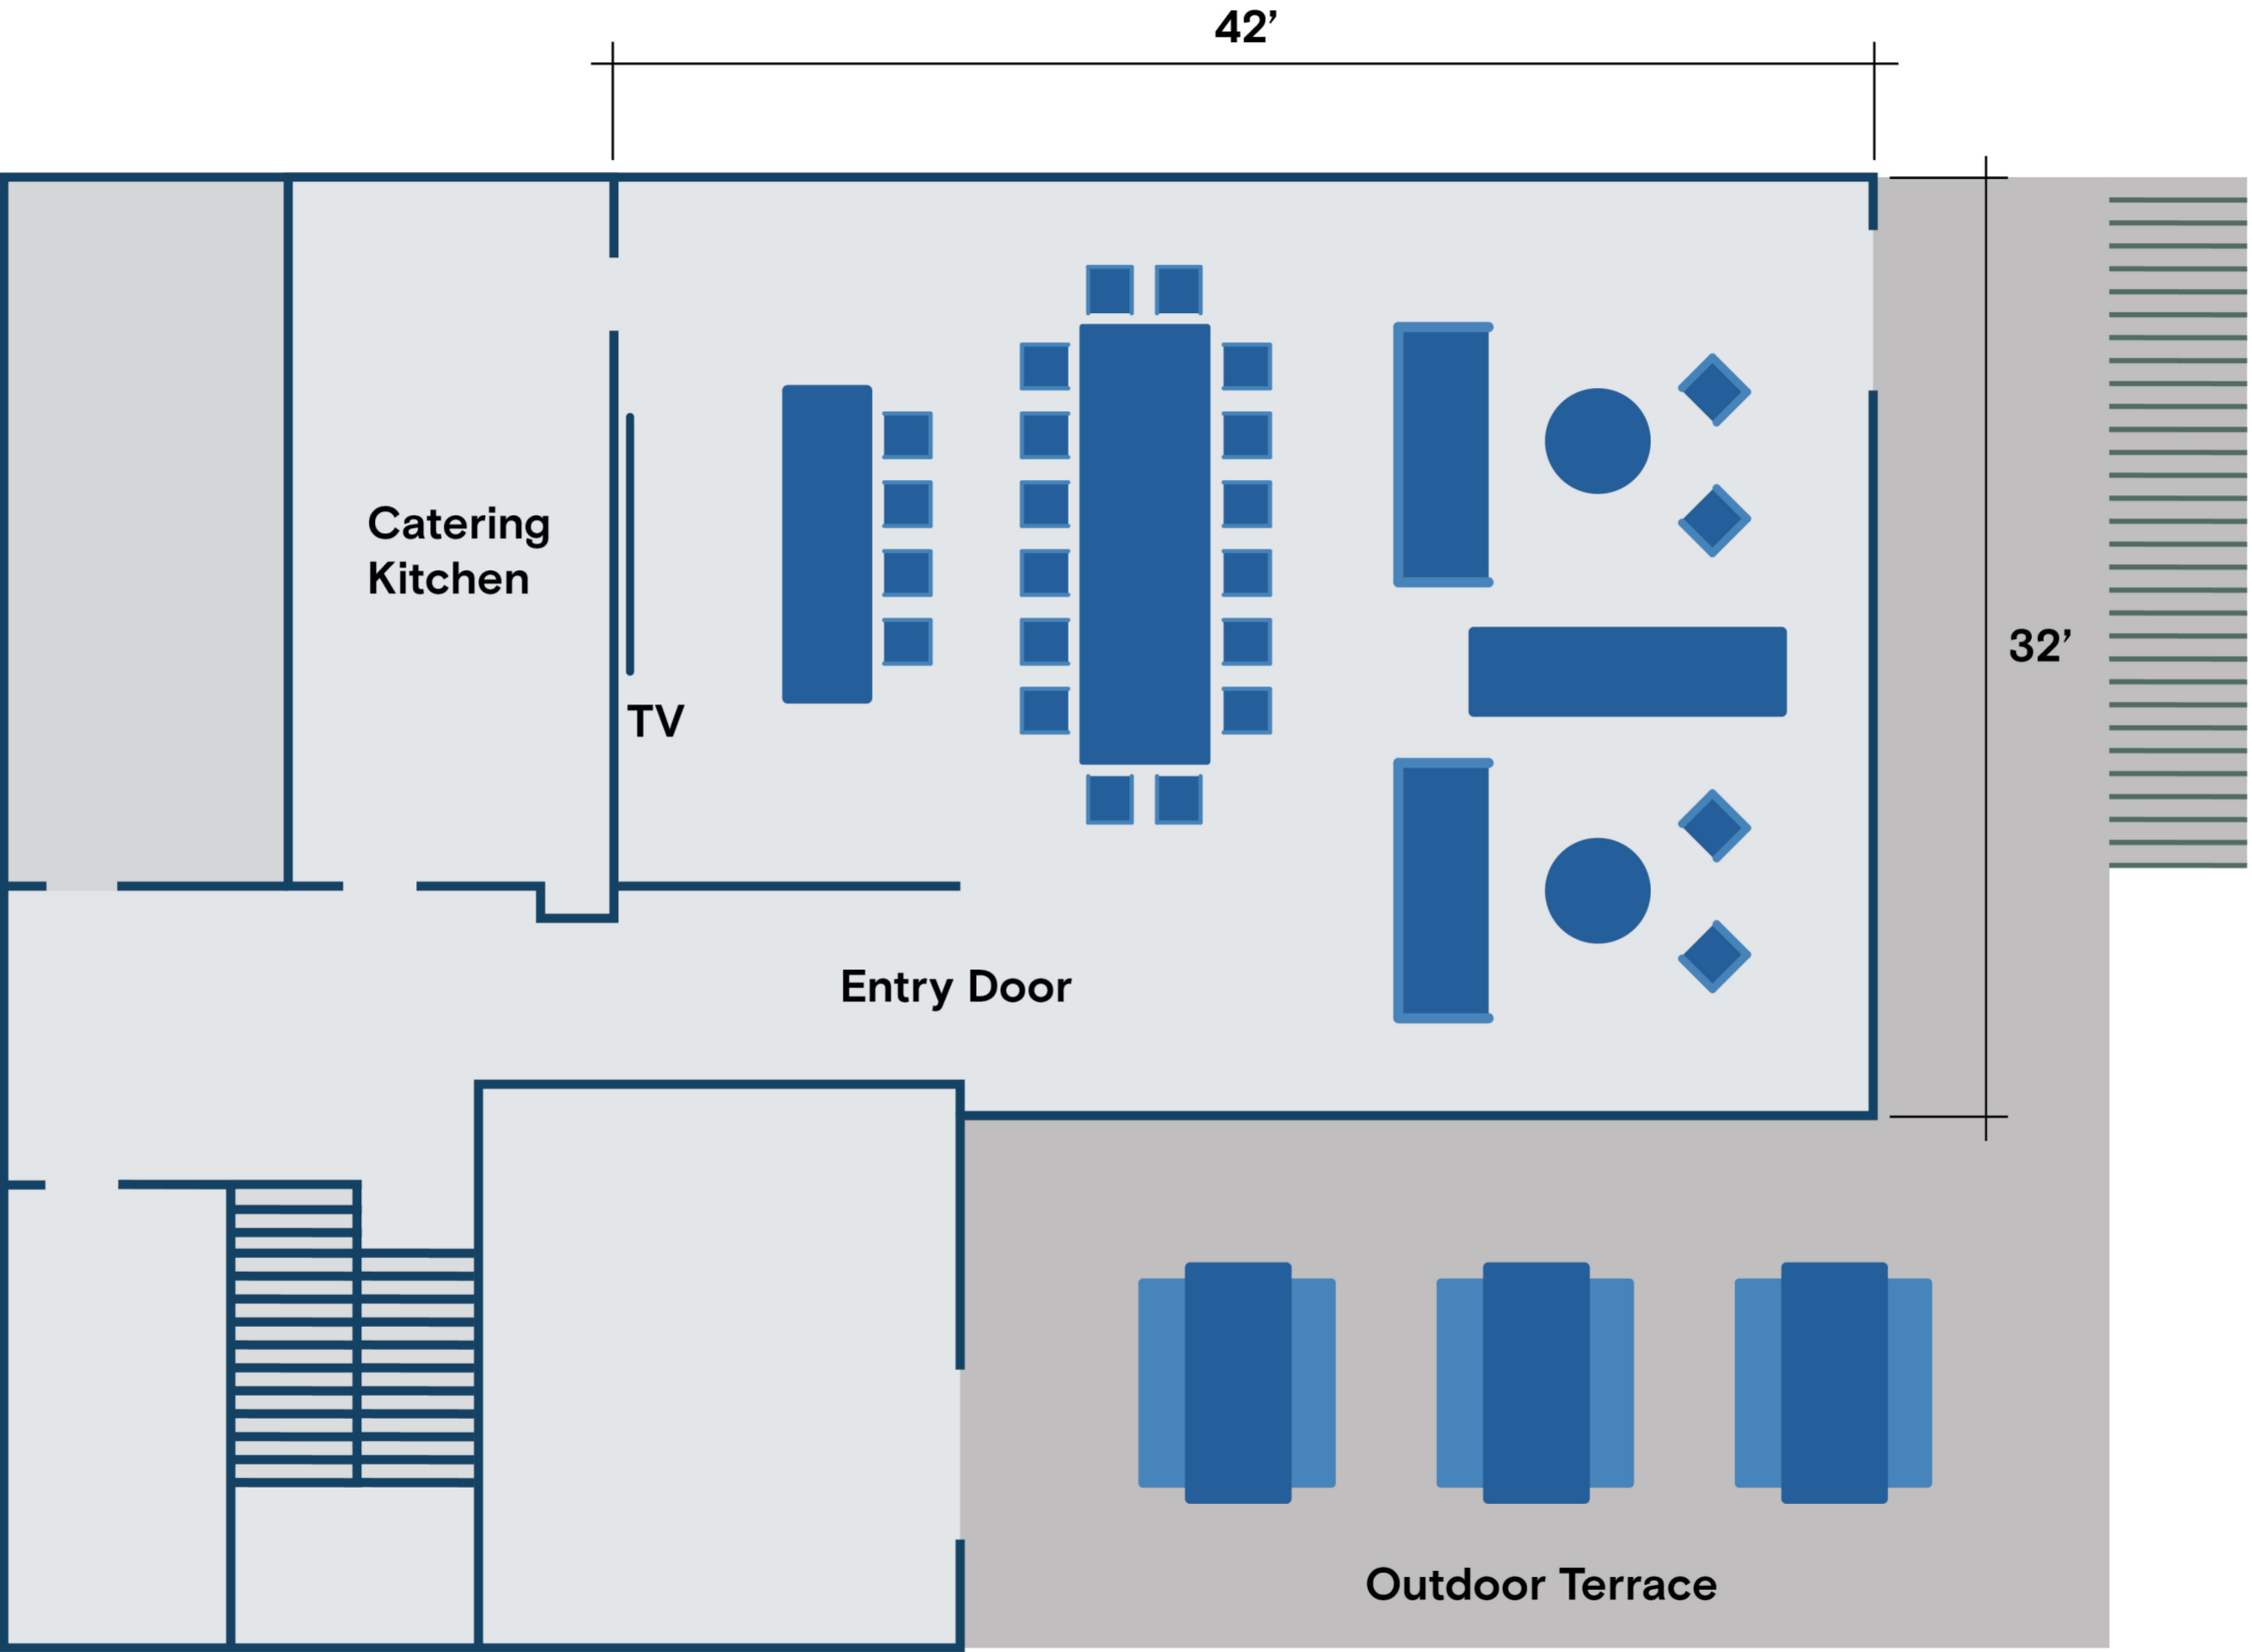 42’
Catering
Kitchen
TV
32’
Entry Door
Outdoor Terrace